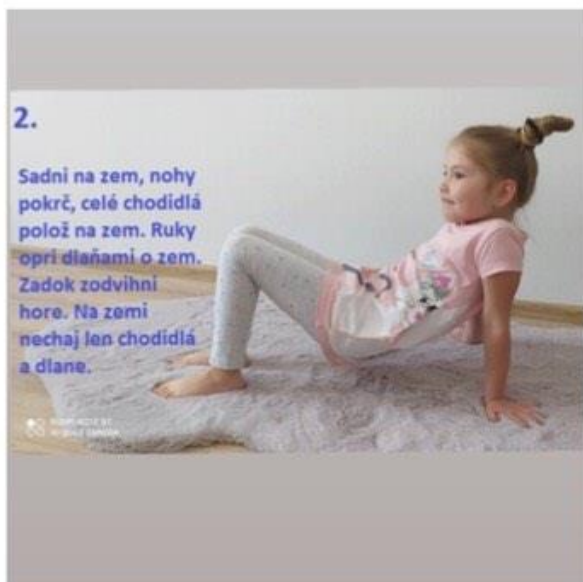 2.
Sadni na zem, nohy
pokrč, celé chodidlá
polož na zem. Ruky
opri dlaňami o zem.
Zadok zodvihni
hore. Na zemi
nechaj len chodidlá
a dlane.